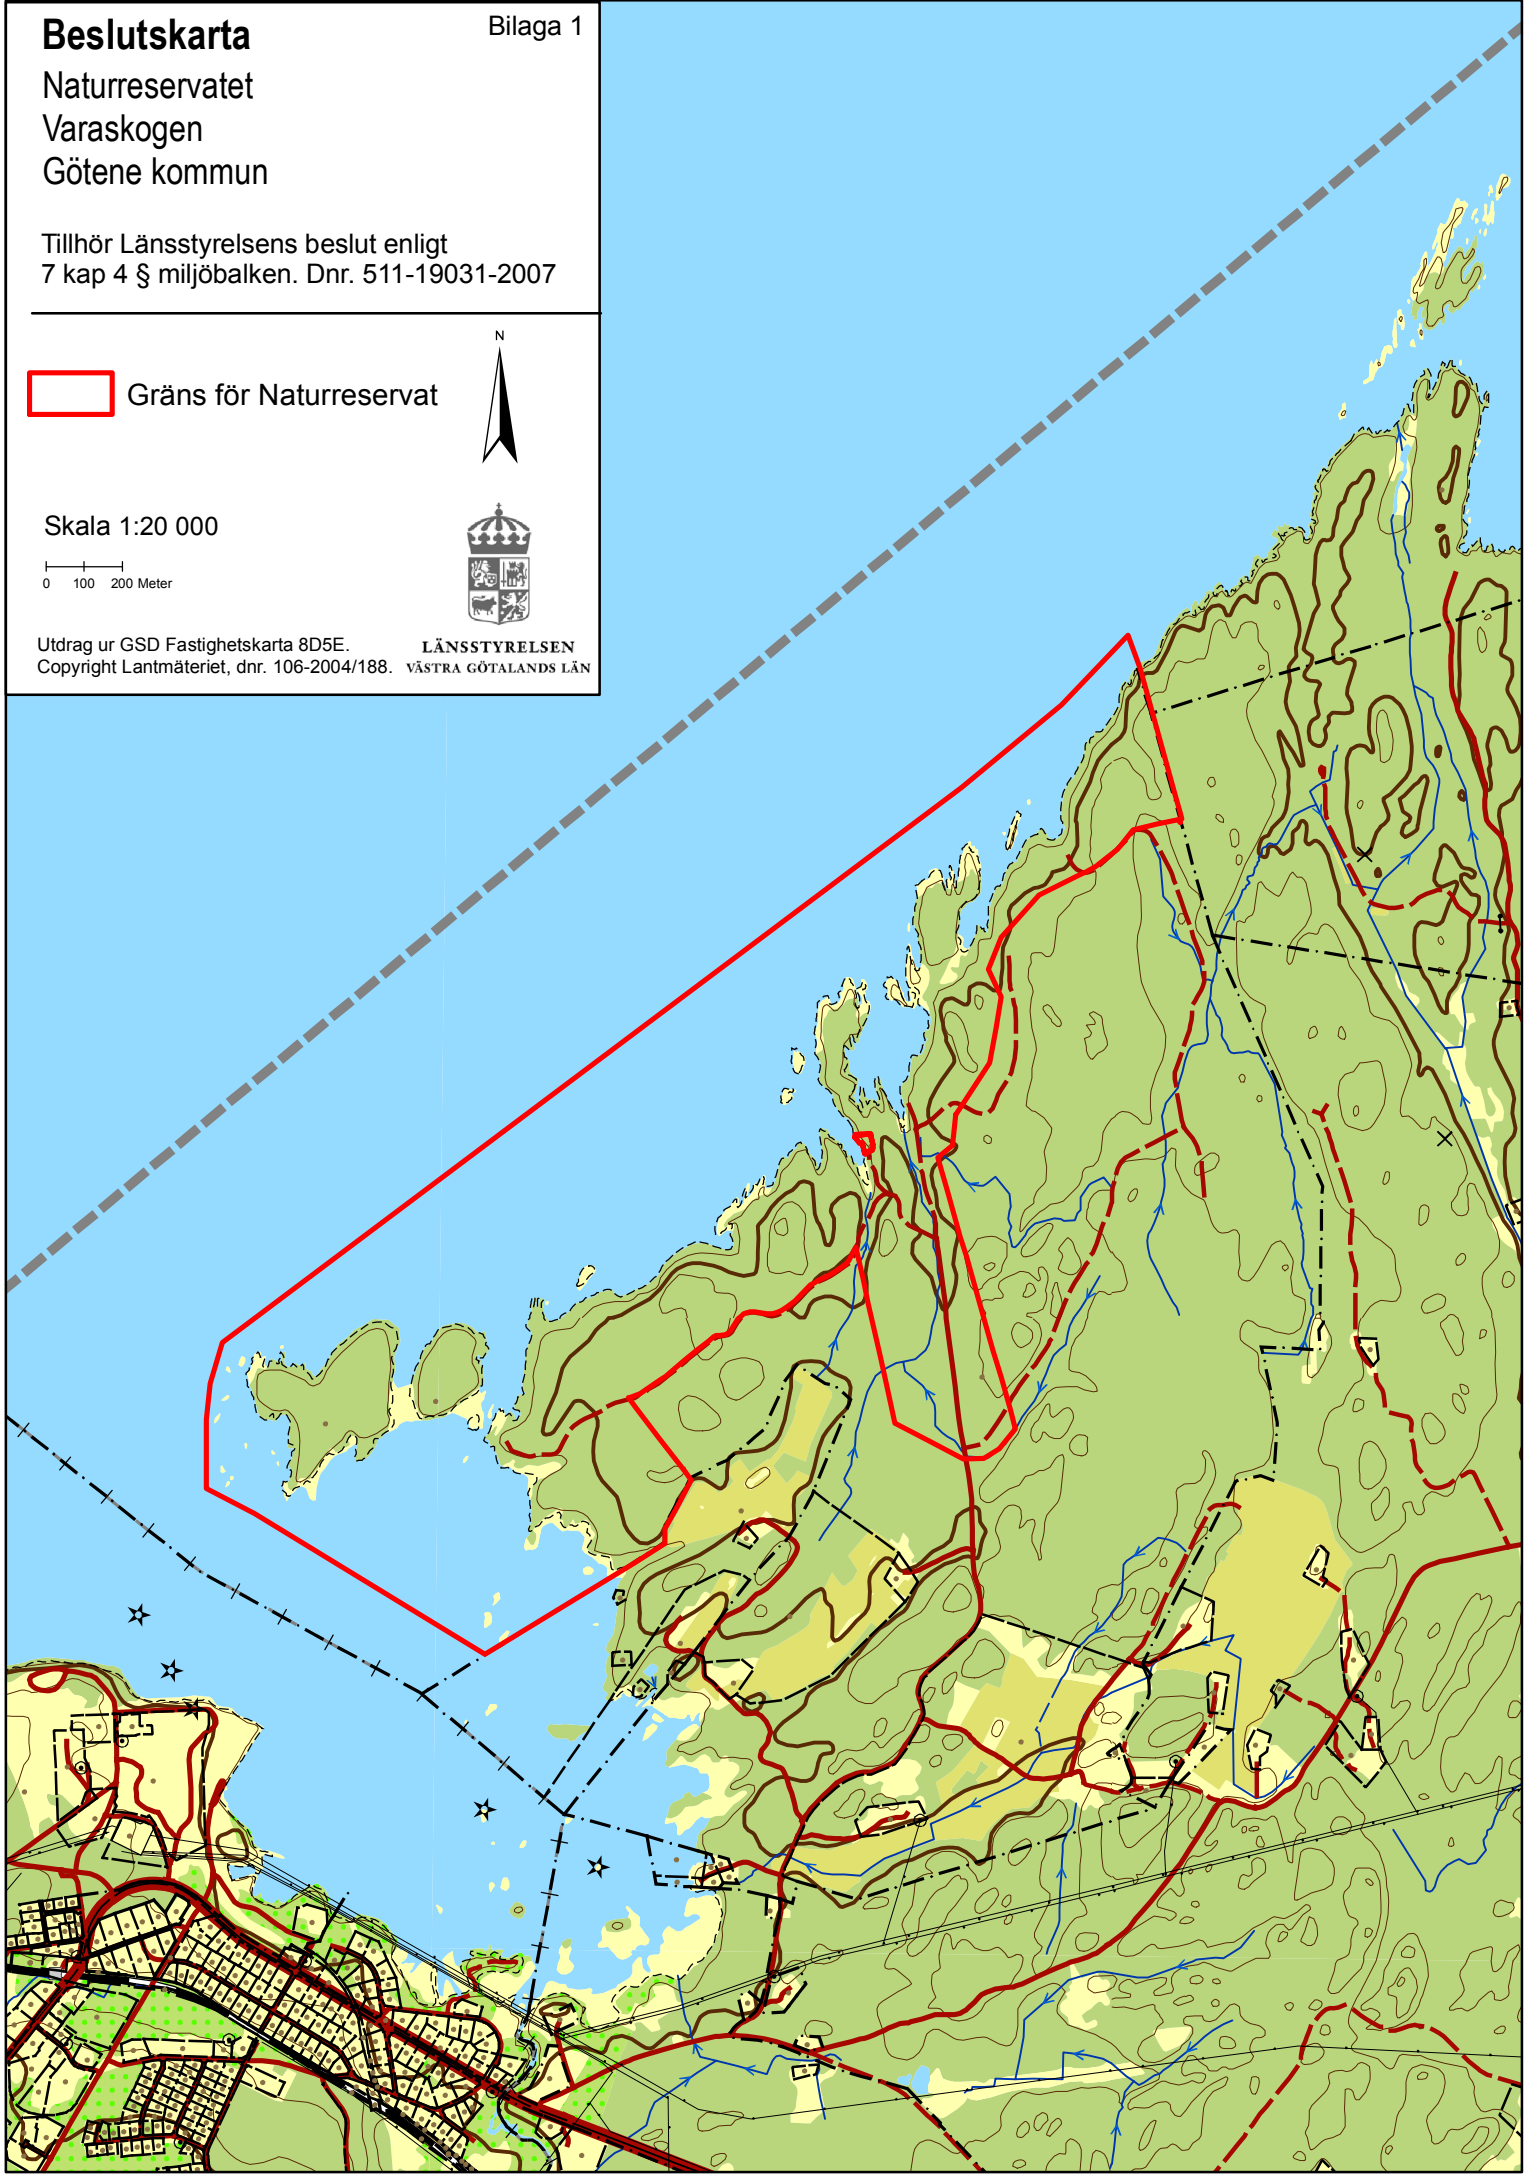 Beslutskarta
Bilaga 1
Naturreservatet
Varaskogen
Götene kommun
Tillhör Länsstyrelsens beslut enligt
7 kap 4 § miljöbalken. Dnr. 511-19031-2007
N
Gräns för Naturreservat
Skala 1:20 000
0 100 200 Meter
Utdrag ur GSD Fastighetskarta 8D5E.
Copyright Lantmäteriet, dnr. 106-2004/188.
LÄNSSTYRELSEN
VÄSTRA GÖTALANDS LÄN